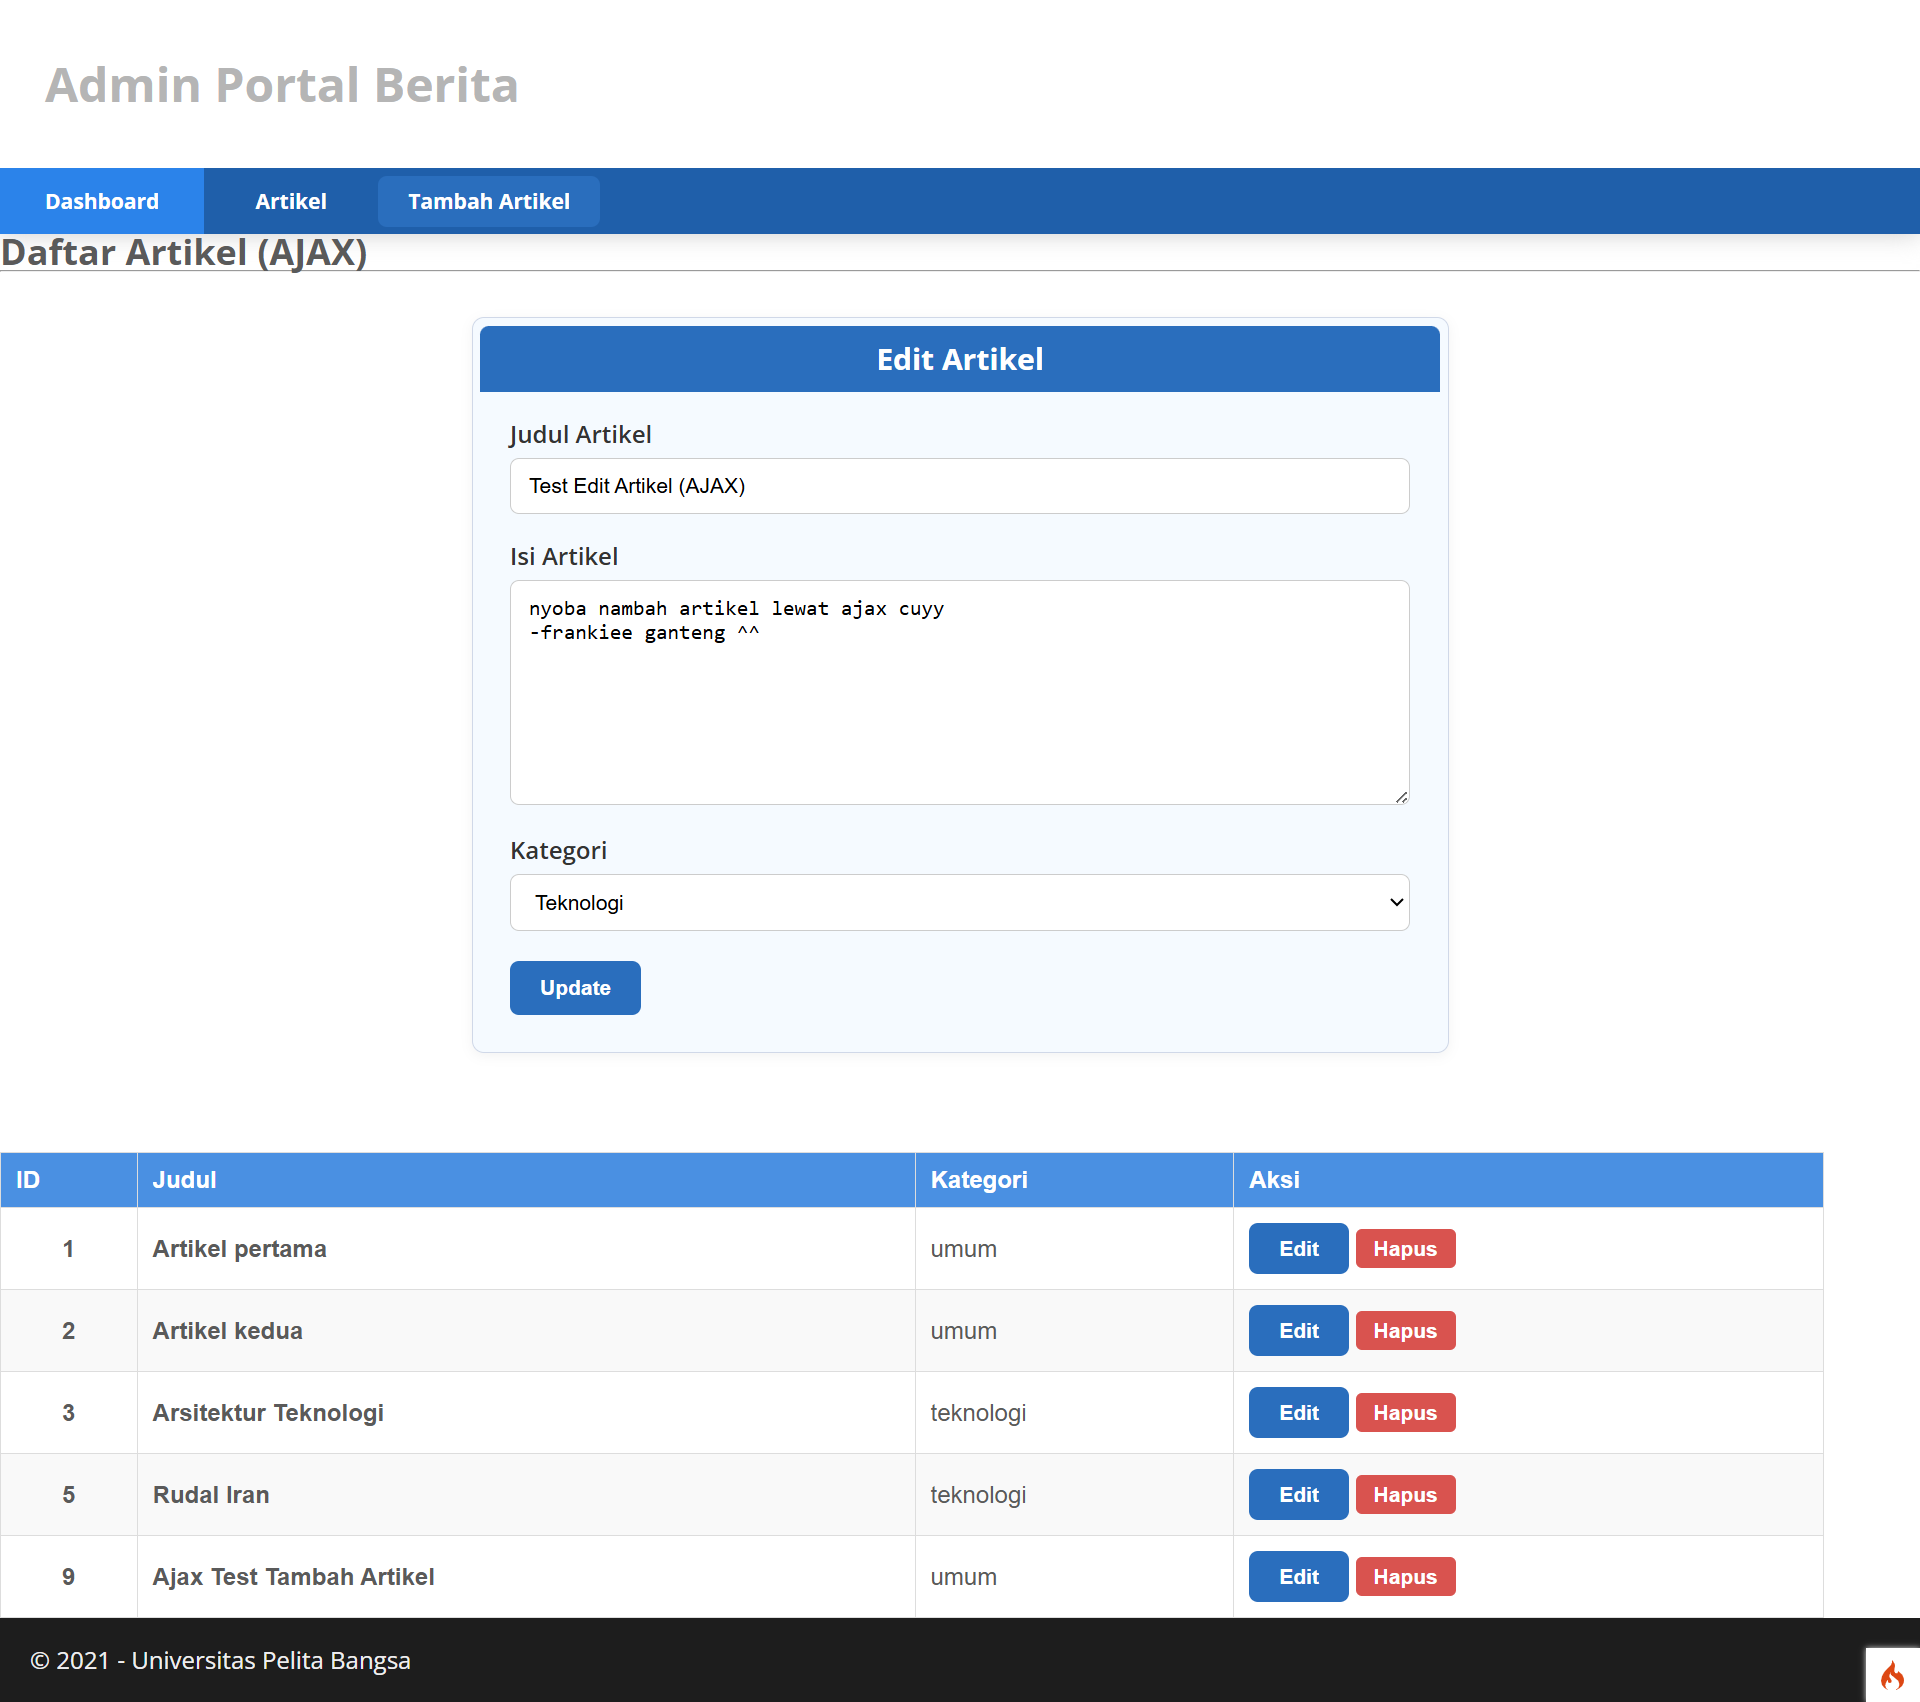 Admin Portal Berita
Dashboard Artikel Tambah Artikel
Daftar Artikel (AJAX)
Edit Artikel
Judul Artikel
Test Edit Artikel (AJAX)
Isi Artikel
nyoba nambah artikel lewat ajax cuyy
-frankiee ganteng ^^
Kategori
Teknologi
Update
ID Judul Kategori Aksi
1 Artikel pertama umum Edit Hapus
2 Artikel kedua umum Edit Hapus
3 Arsitektur Teknologi teknologi Edit Hapus
5 Rudal Iran teknologi Edit Hapus
9 Ajax Test Tambah Artikel umum Edit Hapus
© 2021 - Universitas Pelita Bangsa